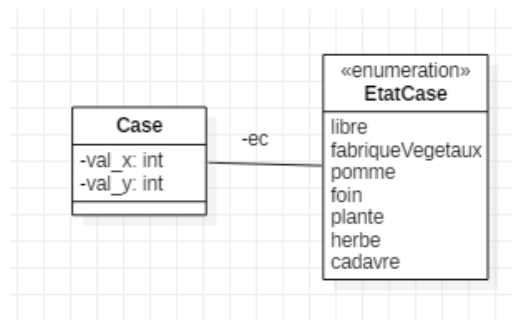 Case
-val_x: int
-val_y: int
-ec
«enumeration»
EtatCase
libre
fabriqueVegetaux
pomme
foin
plante
herbe
cadavre